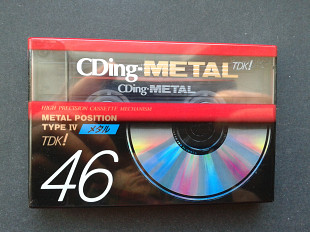 CDing-METAL TDK!
CDing-METAL
HIGH PRECISION CASSETTE MECHANISM
METAL POSITION
TYPE IV メタル
TDK!
46